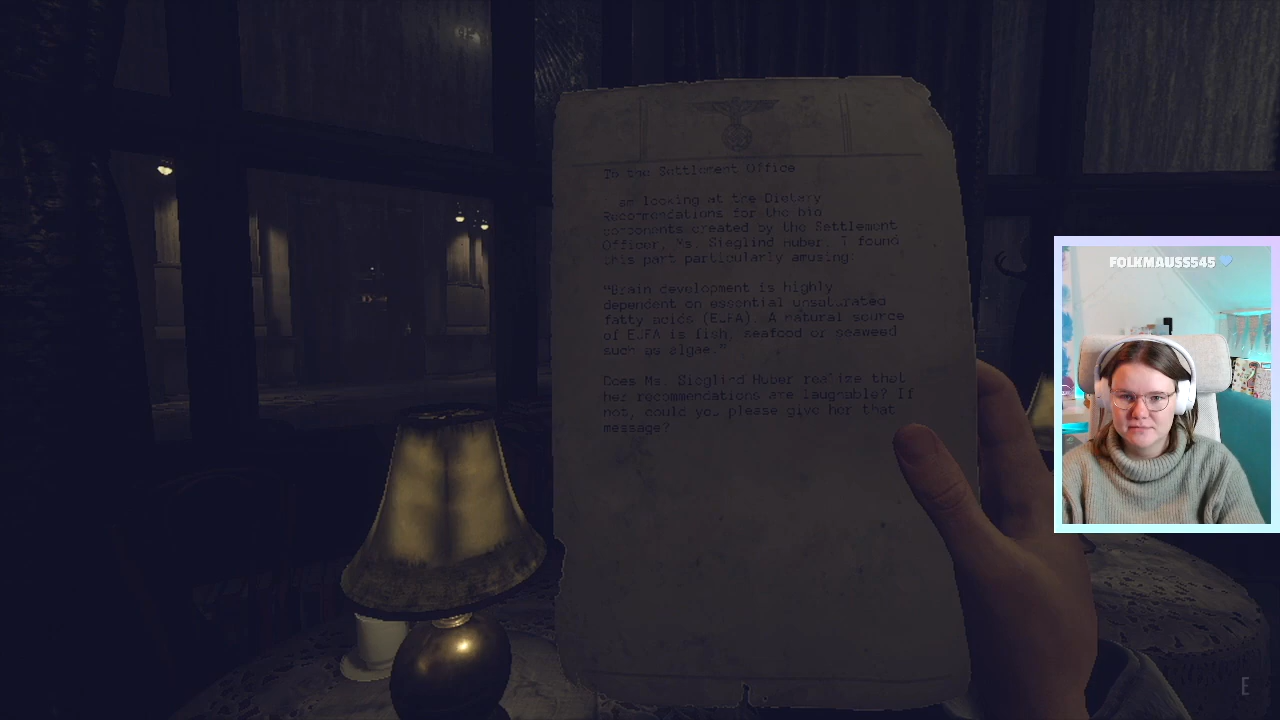 To the Settlement Office
am looking at the Dietary
Recommendations for the bio
components created by the Settlement
Officer, Ms. Sieglind Huber. I found
this part particularly amusing:
"Brain development is highly
dependent on essential unsaturated
fatty acids (E.FA). A natural source
of E.FA is fish, seafood or seaweed
such as algae."
Does Ms. Sieglind Huber realize that
her recommendations are laughable? If
not, could you please give her that
message?
FOLKMAUSS545
E